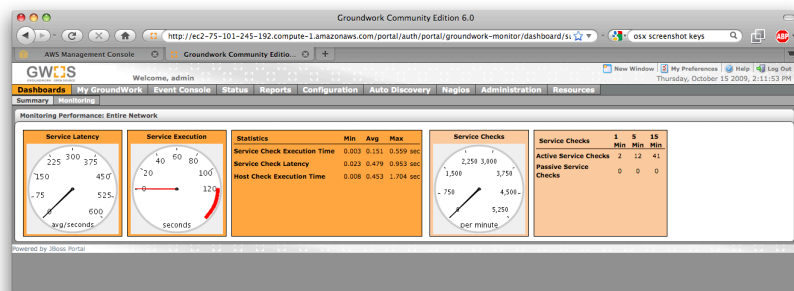 Groundwork Community Edition 6.0
http://ec2-75-101-245-192.compute-1.amazonaws.com/portal/auth/portal/groundwork-monitor/dashboard/su
osx screenshot keys
ABP
AWS Management Console
Groundwork Community Editio...
GWOS
Welcome, admin
New Window My Preferences Help Log Out
Thursday, October 15 2009, 2:11:53 PM
Dashboards My GroundWork Event Console Status Reports Configuration Auto Discovery Nagios Administration Resources
Summary Monitoring
Monitoring Performance: Entire Network
Service Latency
0 75 150 225 300 375 450 525 600
avg/seconds
Service Execution
0 20 40 60 80 100 120
seconds
Statistics Min Avg Max
Service Check Execution Time 0.003 0.151 0.559 sec
Service Check Latency 0.023 0.479 0.953 sec
Host Check Execution Time 0.008 0.453 1.704 sec
Service Checks
0 750 1,500 2,250 3,000 3,750 4,500 5,250
per minute
Service Checks 1 Min 5 Min 15 Min
Active Service Checks 2 12 41
Passive Service Checks 0 0 0
Powered by JBoss Portal